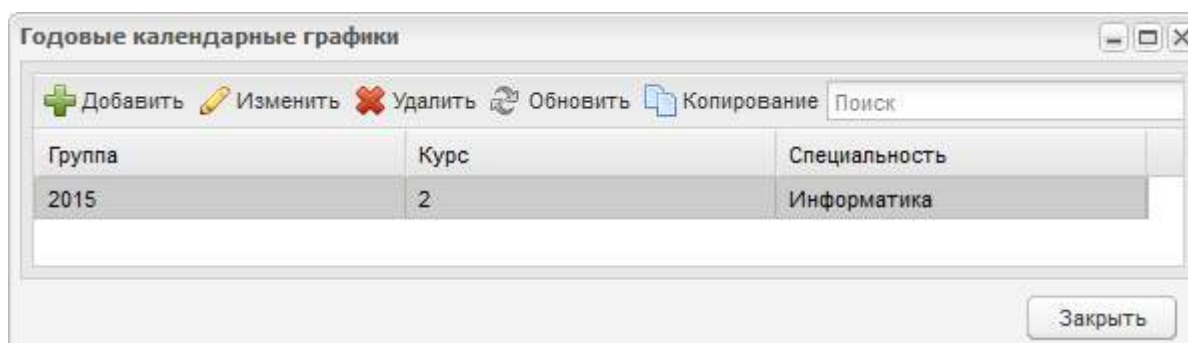 Годовые календарные графики
Добавить Изменить Удалить Обновить Копирование Поиск
Группа Курс Специальность
2015 2 Информатика
Закрыть